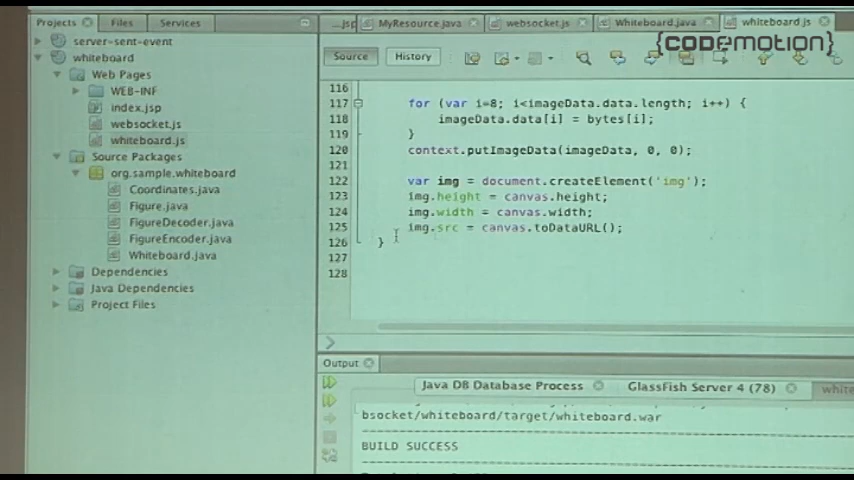 Projects Files Services
...jsp MyResource.java websocket.js Whiteboard.java whiteboard.js
{CODEMOTION}
server-sent-event
whiteboard
Web Pages
WEB-INF
index.jsp
websocket.js
whiteboard.js
Source Packages
org.sample.whiteboard
Coordinates.java
Figure.java
FigureDecoder.java
FigureEncoder.java
Whiteboard.java
Dependencies
Java Dependencies
Project Files
Source History
116
117 for (var i=8; i<imageData.data.length; i++) {
118 imageData.data[i] = bytes[i];
119 }
120 context.putImageData(imageData, 0, 0);
121
122 var img = document.createElement('img');
123 img.height = canvas.height;
124 img.width = canvas.width;
125 img.src = canvas.toDataURL();
126 }
127
128
Output
Java DB Database Process GlassFish Server 4 (78) white
bsocket/whiteboard/target/whiteboard.war
BUILD SUCCESS